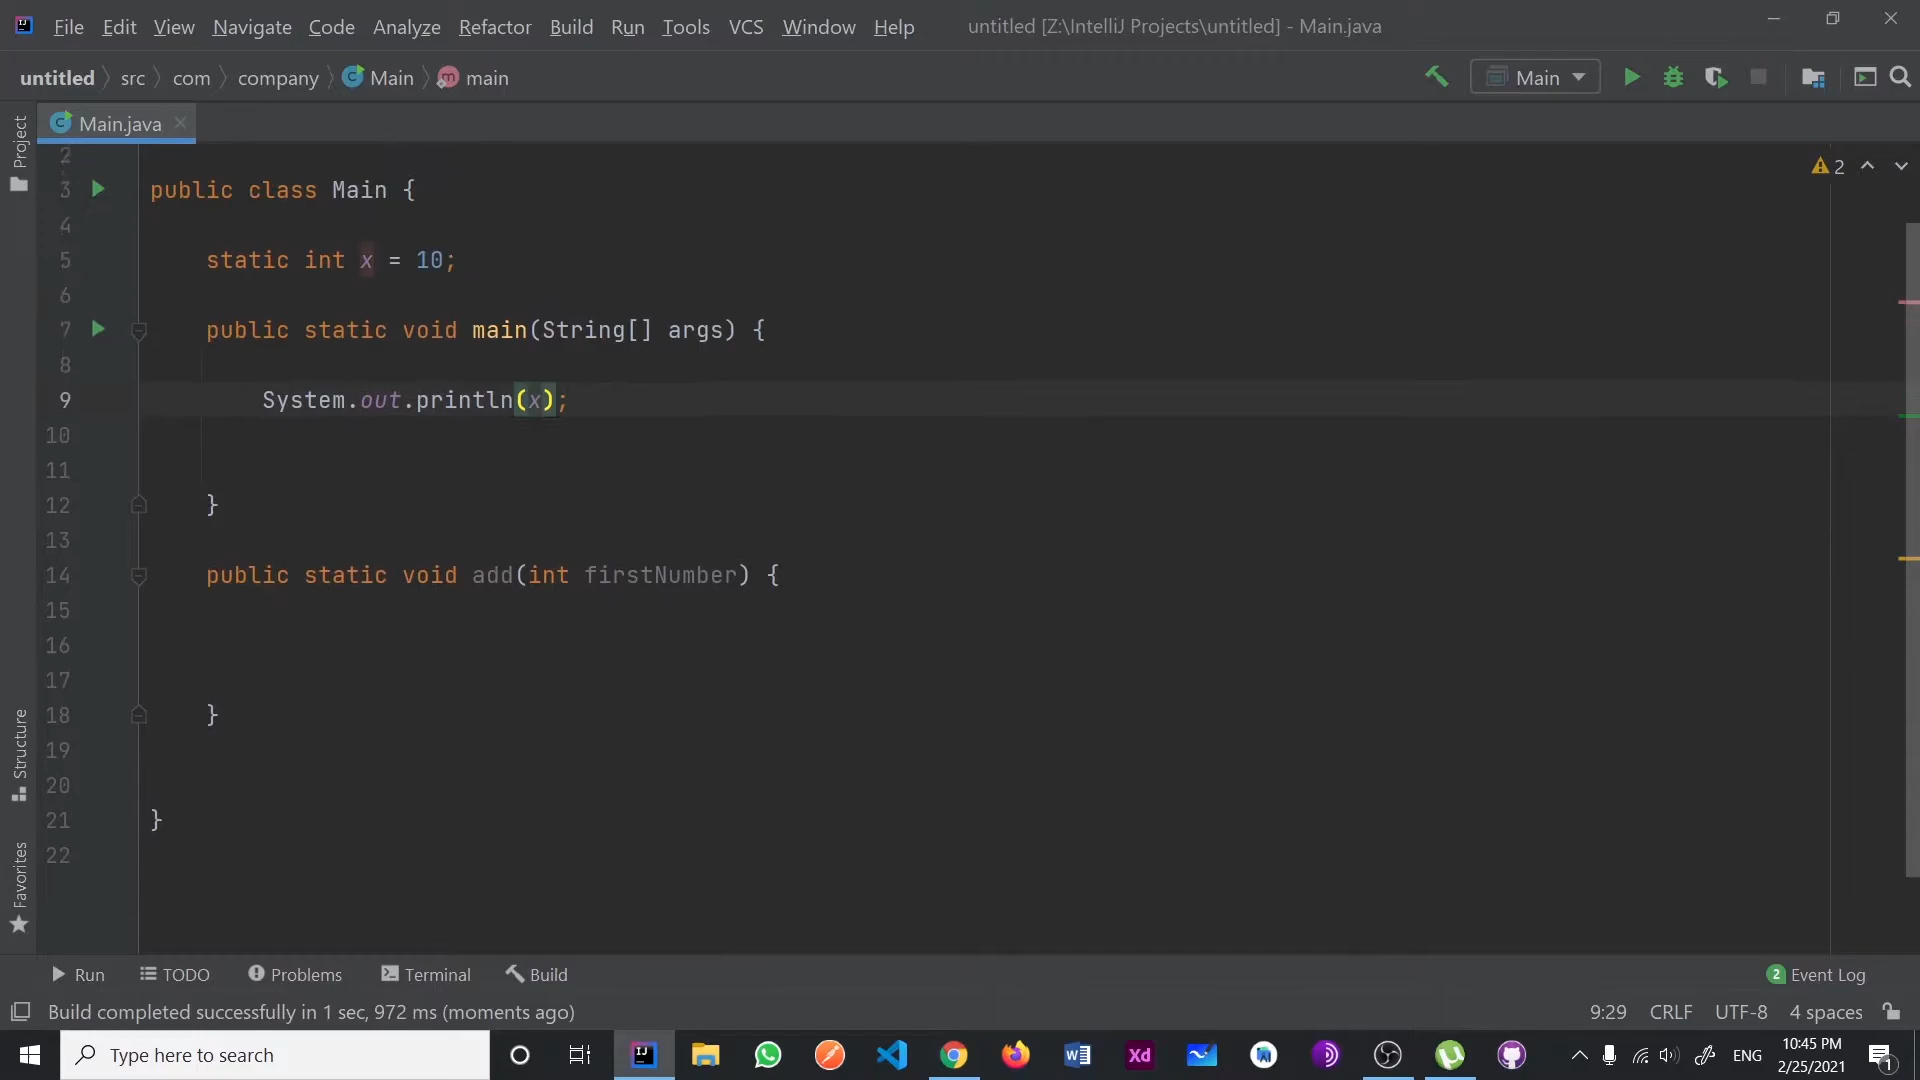 File Edit View Navigate Code Analyze Refactor Build Run Tools VCS Window Help untitled [Z:\IntelliJ Projects\untitled] - Main.java
untitled src com company Main main
Main
Main.java
Project
2
2
3 public class Main {
4
5 static int x = 10;
6
7 public static void main(String[] args) {
8
9 System.out.println(x);
10
11
12 }
13
14 public static void add(int firstNumber) {
15
16
17
18 }
19
20
21 }
22
Structure
Favorites
Run TODO Problems Terminal Build 2 Event Log
Build completed successfully in 1 sec, 972 ms (moments ago) 9:29 CRLF UTF-8 4 spaces
Type here to search ENG 10:45 PM
2/25/2021
1